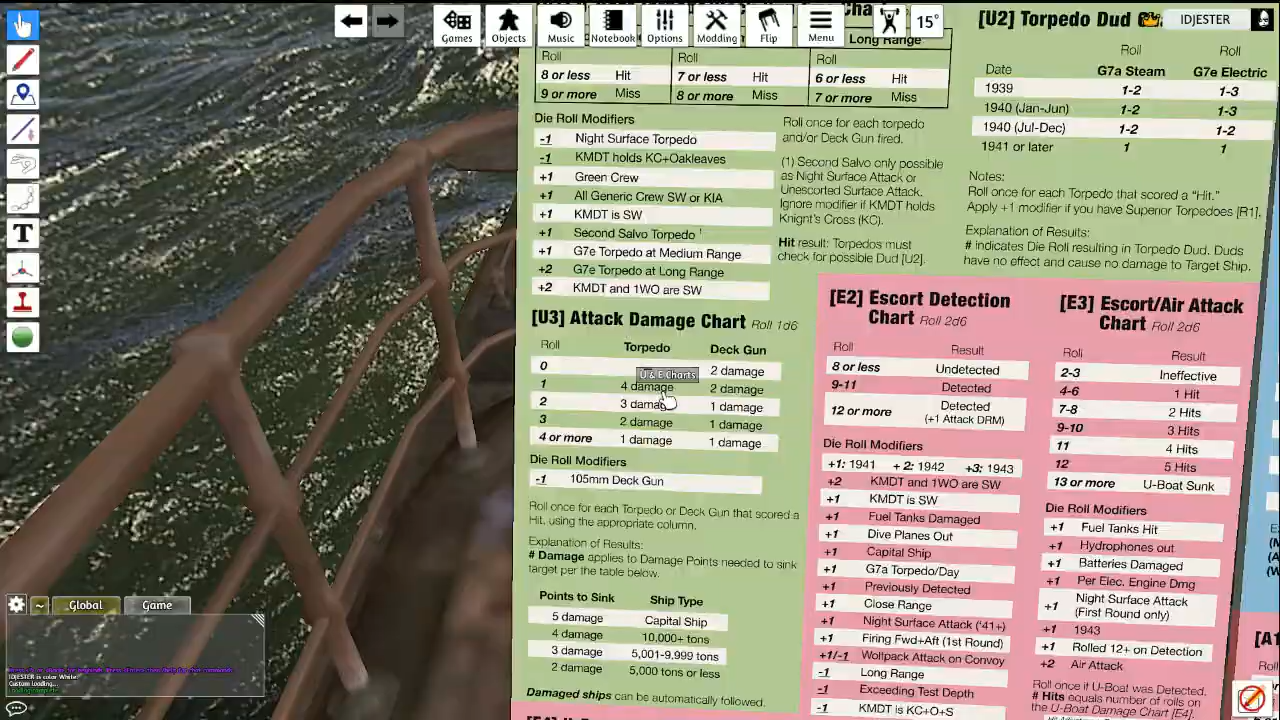 Games
Objects
Music
Notebook
Options
Modding
Flip
Menu
15°
IDJESTER
Long Range
Roll Roll Roll
8 or less Hit 7 or less Hit 6 or less Hit
9 or more Miss 8 or more Miss 7 or more Miss
Die Roll Modifiers
-1 Night Surface Torpedo
-1 KMDT holds KC+Oakleaves
+1 Green Crew
+1 All Generic Crew SW or KIA
+1 KMDT is SW
+1 Second Salvo Torpedo ¹
+1 G7e Torpedo at Medium Range
+2 G7e Torpedo at Long Range
+2 KMDT and 1WO are SW
Roll once for each torpedo
and/or Deck Gun fired.
(1) Second Salvo only possible
as Night Surface Attack or
Unescorted Surface Attack.
Ignore modifier if KMDT holds
Knight's Cross (KC).
Hit result: Torpedos must
check for possible Dud [U2].
[U2] Torpedo Dud
Roll Roll
Date G7a Steam G7e Electric
1939 1-2 1-3
1940 (Jan-Jun) 1-2 1-3
1940 (Jul-Dec) 1-2 1-2
1941 or later 1 1
Notes:
Roll once for each Torpedo that scored a "Hit."
Apply +1 modifier if you have Superior Torpedoes [R1].
Explanation of Results:
# indicates Die Roll resulting in Torpedo Dud. Duds
have no effect and cause no damage to Target Ship.
[U3] Attack Damage Chart Roll 1d6
Roll Torpedo Deck Gun
0 2 damage
U & E Charts
1 4 damage 2 damage
2 3 damage 1 damage
3 2 damage 1 damage
4 or more 1 damage 1 damage
Die Roll Modifiers
-1 105mm Deck Gun
Roll once for each Torpedo or Deck Gun that scored a
Hit, using the appropriate column.
Explanation of Results:
# Damage applies to Damage Points needed to sink
target per the table below.
Points to Sink Ship Type
5 damage Capital Ship
4 damage 10,000+ tons
3 damage 5,001-9,999 tons
2 damage 5,000 tons or less
Damaged ships can be automatically followed.
[E2] Escort Detection
Chart Roll 2d6
Roll Result
8 or less Undetected
9-11 Detected
12 or more Detected
(+1 Attack DRM)
Die Roll Modifiers
+1: 1941 +2: 1942 +3: 1943
+2 KMDT and 1WO are SW
+1 KMDT is SW
+1 Fuel Tanks Damaged
+1 Dive Planes Out
+1 Capital Ship
+1 G7a Torpedo/Day
+1 Previously Detected
+1 Close Range
+1 Night Surface Attack ('41+)
+1 Firing Fwd+Aft (1st Round)
+1/-1 Wolfpack Attack on Convoy
-1 Long Range
-1 Exceeding Test Depth
-1 KMDT is KC+O+S
[E3] Escort/Air Attack
Chart Roll 2d6
Roll Result
2-3 Ineffective
4-6 1 Hit
7-8 2 Hits
9-10 3 Hits
11 4 Hits
12 5 Hits
13 or more U-Boat Sunk
Die Roll Modifiers
+1 Fuel Tanks Hit
+1 Hydrophones out
+1 Batteries Damaged
+1 Per Elec. Engine Dmg
+1 Night Surface Attack
(First Round only)
+1 1943
+1 Rolled 12+ on Detection
+2 Air Attack
Roll once if U-Boat was Detected.
# Hits equals number of rolls on
the U-Boat Damage Chart [E4].
~
Global
Game
IDJESTER is color White.
Custom loading...
Loading complete.
T